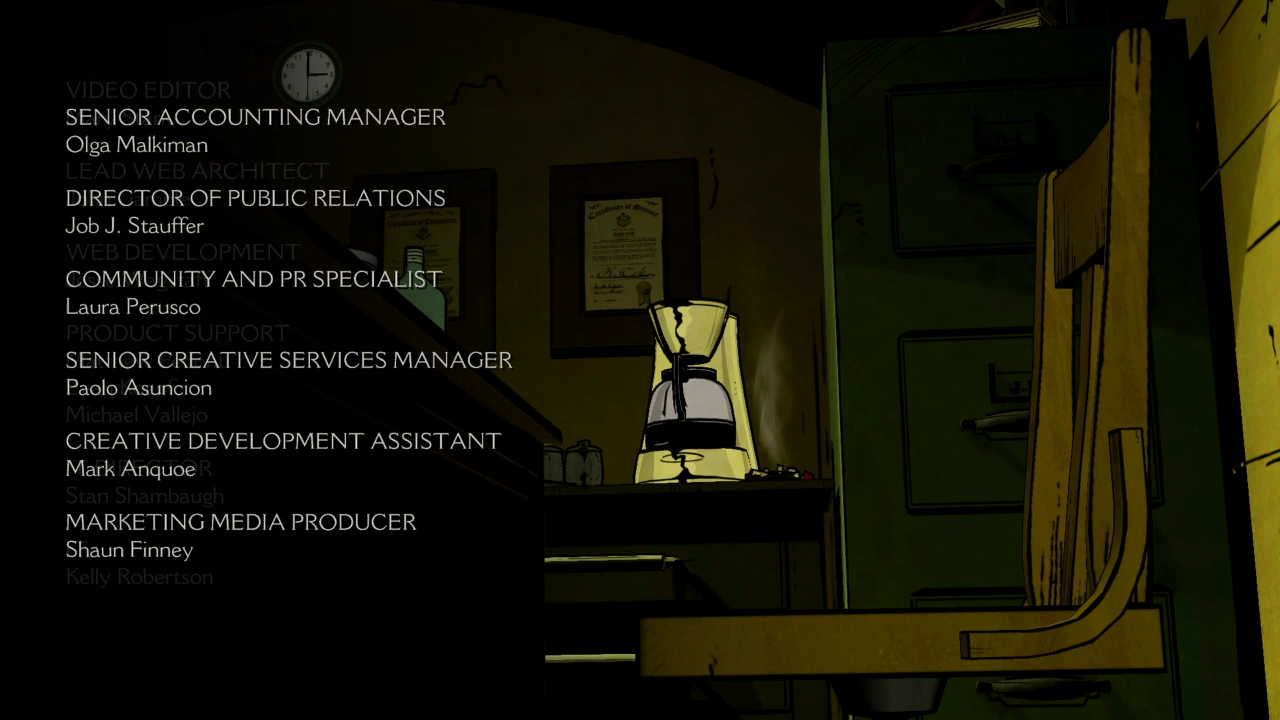 VIDEO EDITOR
SENIOR ACCOUNTING MANAGER
Olga Malkiman
LEAD WEB ARCHITECT
DIRECTOR OF PUBLIC RELATIONS
Job J. Stauffer
WEB DEVELOPMENT
COMMUNITY AND PR SPECIALIST
Laura Perusco
PRODUCT SUPPORT
SENIOR CREATIVE SERVICES MANAGER
Paolo Asuncion
Michael Vallejo
CREATIVE DEVELOPMENT ASSISTANT
Mark Anquoe
Stan Shambaugh
MARKETING MEDIA PRODUCER
Shaun Finney
Kelly Robertson